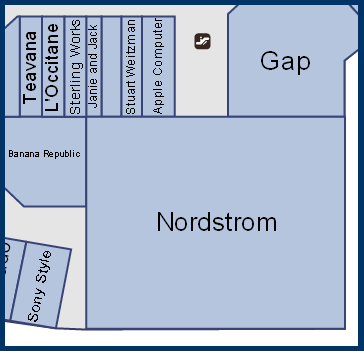 Teavana
L'Occitane
Sterling Works
Janie and Jack
Stuart Weitzman
Apple Computer
Gap
Banana Republic
Nordstrom
Sony Style